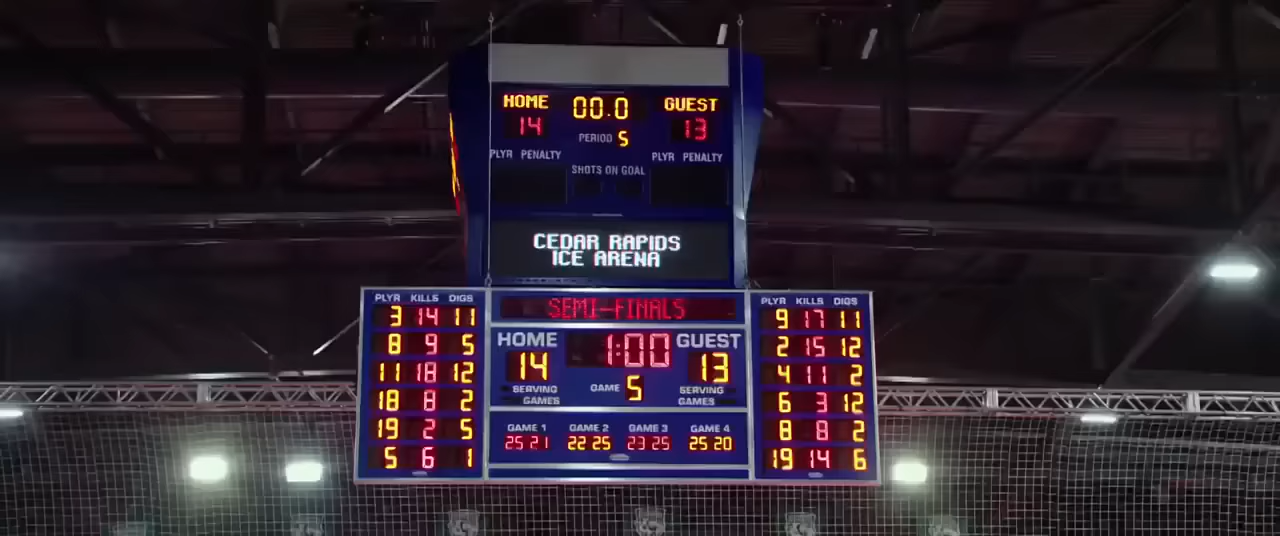 HOME 00.0 GUEST
14 PERIOD 5 13
PLYR PENALTY PLYR PENALTY
SHOTS ON GOAL
CEDAR RAPIDS
ICE ARENA
PLYR KILLS DIGS
3 14 11
8 9 5
11 18 12
18 8 2
19 2 5
5 6 1
SEMI-FINALS
HOME 1:00 GUEST
14 13
SERVING GAME 5 SERVING
GAMES GAMES
GAME 1 GAME 2 GAME 3 GAME 4
25 21 22 25 23 25 25 20
PLYR KILLS DIGS
9 17 11
2 15 12
4 11 2
6 3 12
8 8 2
19 14 6